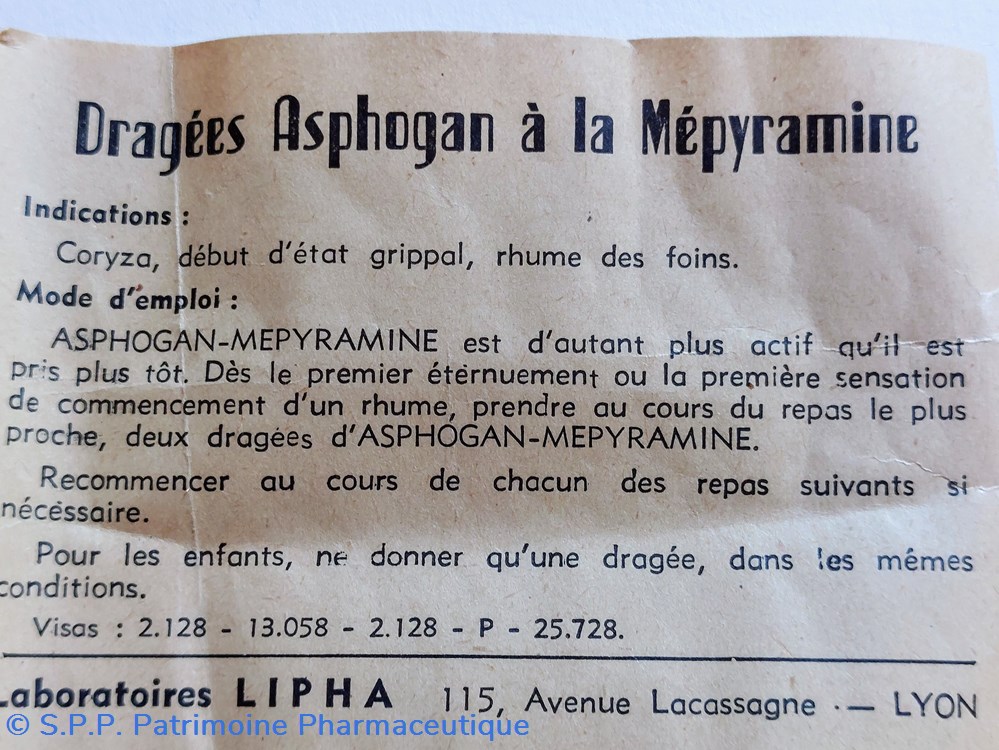 Dragées Asphogan à la Mépyramine
Indications :
Coryza, début d'état grippal, rhume des foins.
Mode d'emploi :
ASPHOGAN-MEPYRAMINE est d'autant plus actif qu'il est
pris plus tôt. Dès le premier éternuement ou la première sensation
de commencement d'un rhume, prendre au cours du repas le plus
proche, deux dragées d'ASPHOGAN-MEPYRAMINE.
Recommencer au cours de chacun des repas suivants si
nécéssaire.
Pour les enfants, ne donner qu'une dragée, dans les mêmes
conditions.
Visas : 2.128 - 13.058 - 2.128 - P - 25.728.
Laboratoires LIPHA 115, Avenue Lacassagne - — LYON
© S.P.P. Patrimoine Pharmaceutique